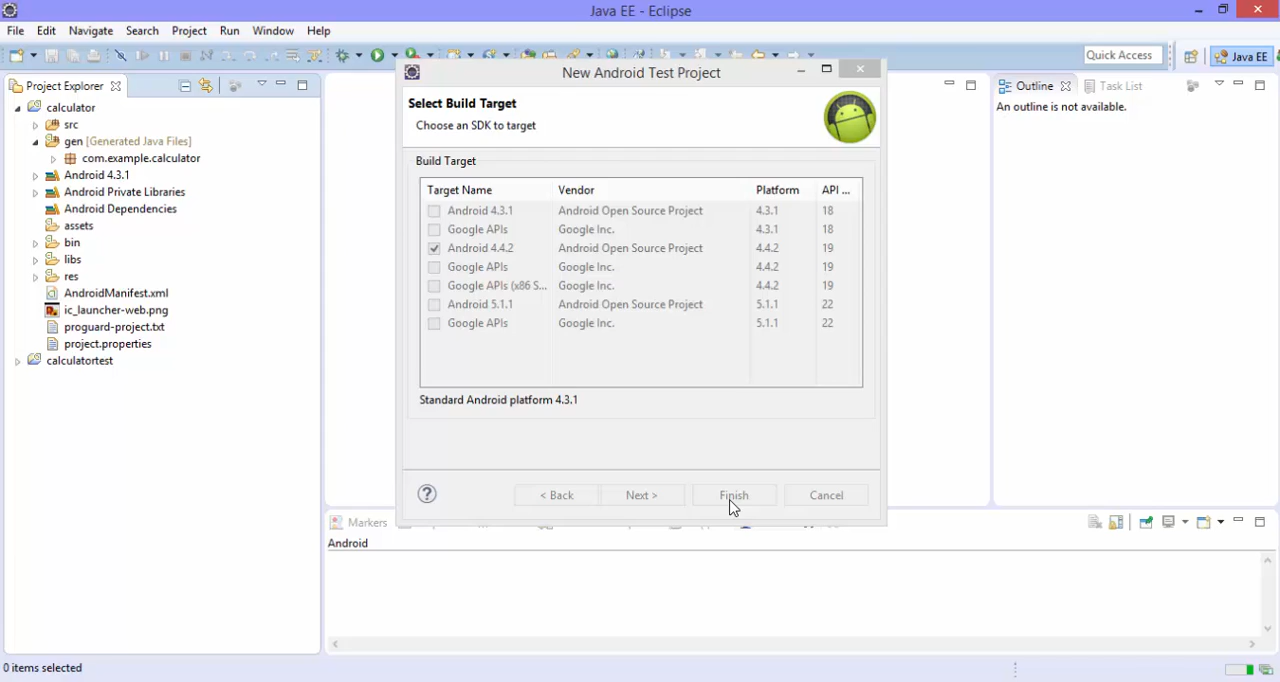 Java EE - Eclipse
File Edit Navigate Search Project Run Window Help
Quick Access
Java EE
Project Explorer
calculator
src
gen [Generated Java Files]
com.example.calculator
Android 4.3.1
Android Private Libraries
Android Dependencies
assets
bin
libs
res
AndroidManifest.xml
ic_launcher-web.png
proguard-project.txt
project.properties
calculatortest
New Android Test Project
Select Build Target
Choose an SDK to target
Build Target
Target Name Vendor Platform API ...
Android 4.3.1 Android Open Source Project 4.3.1 18
Google APIs Google Inc. 4.3.1 18
Android 4.4.2 Android Open Source Project 4.4.2 19
Google APIs Google Inc. 4.4.2 19
Google APIs (x86 S... Google Inc. 4.4.2 19
Android 5.1.1 Android Open Source Project 5.1.1 22
Google APIs Google Inc. 5.1.1 22
Standard Android platform 4.3.1
? < Back Next > Finish Cancel
Outline Task List
An outline is not available.
Markers
Android
0 items selected